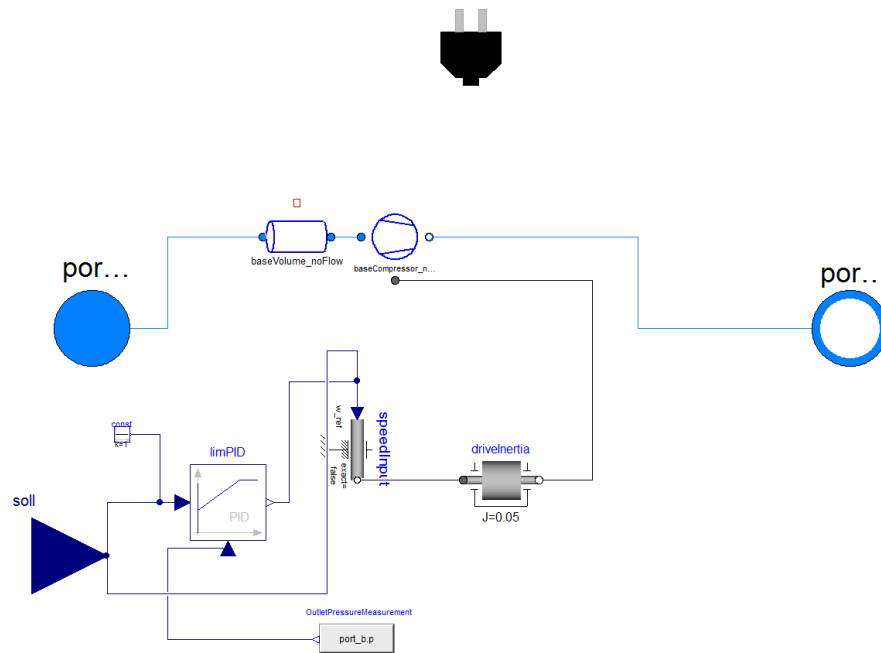 por...
por...
baseVolume_noFlow
baseCompressor_n...
const
k=1
limPID
PID
w_ref
speedInput
exact=
false
driveInertia
J=0.05
soll
OutletPressureMeasurement
port_b.p